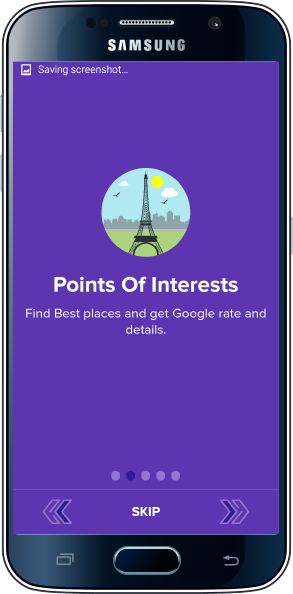 SAMSUNG
Saving screenshot...
Points Of Interests
Find Best places and get Google rate and
details.
SKIP